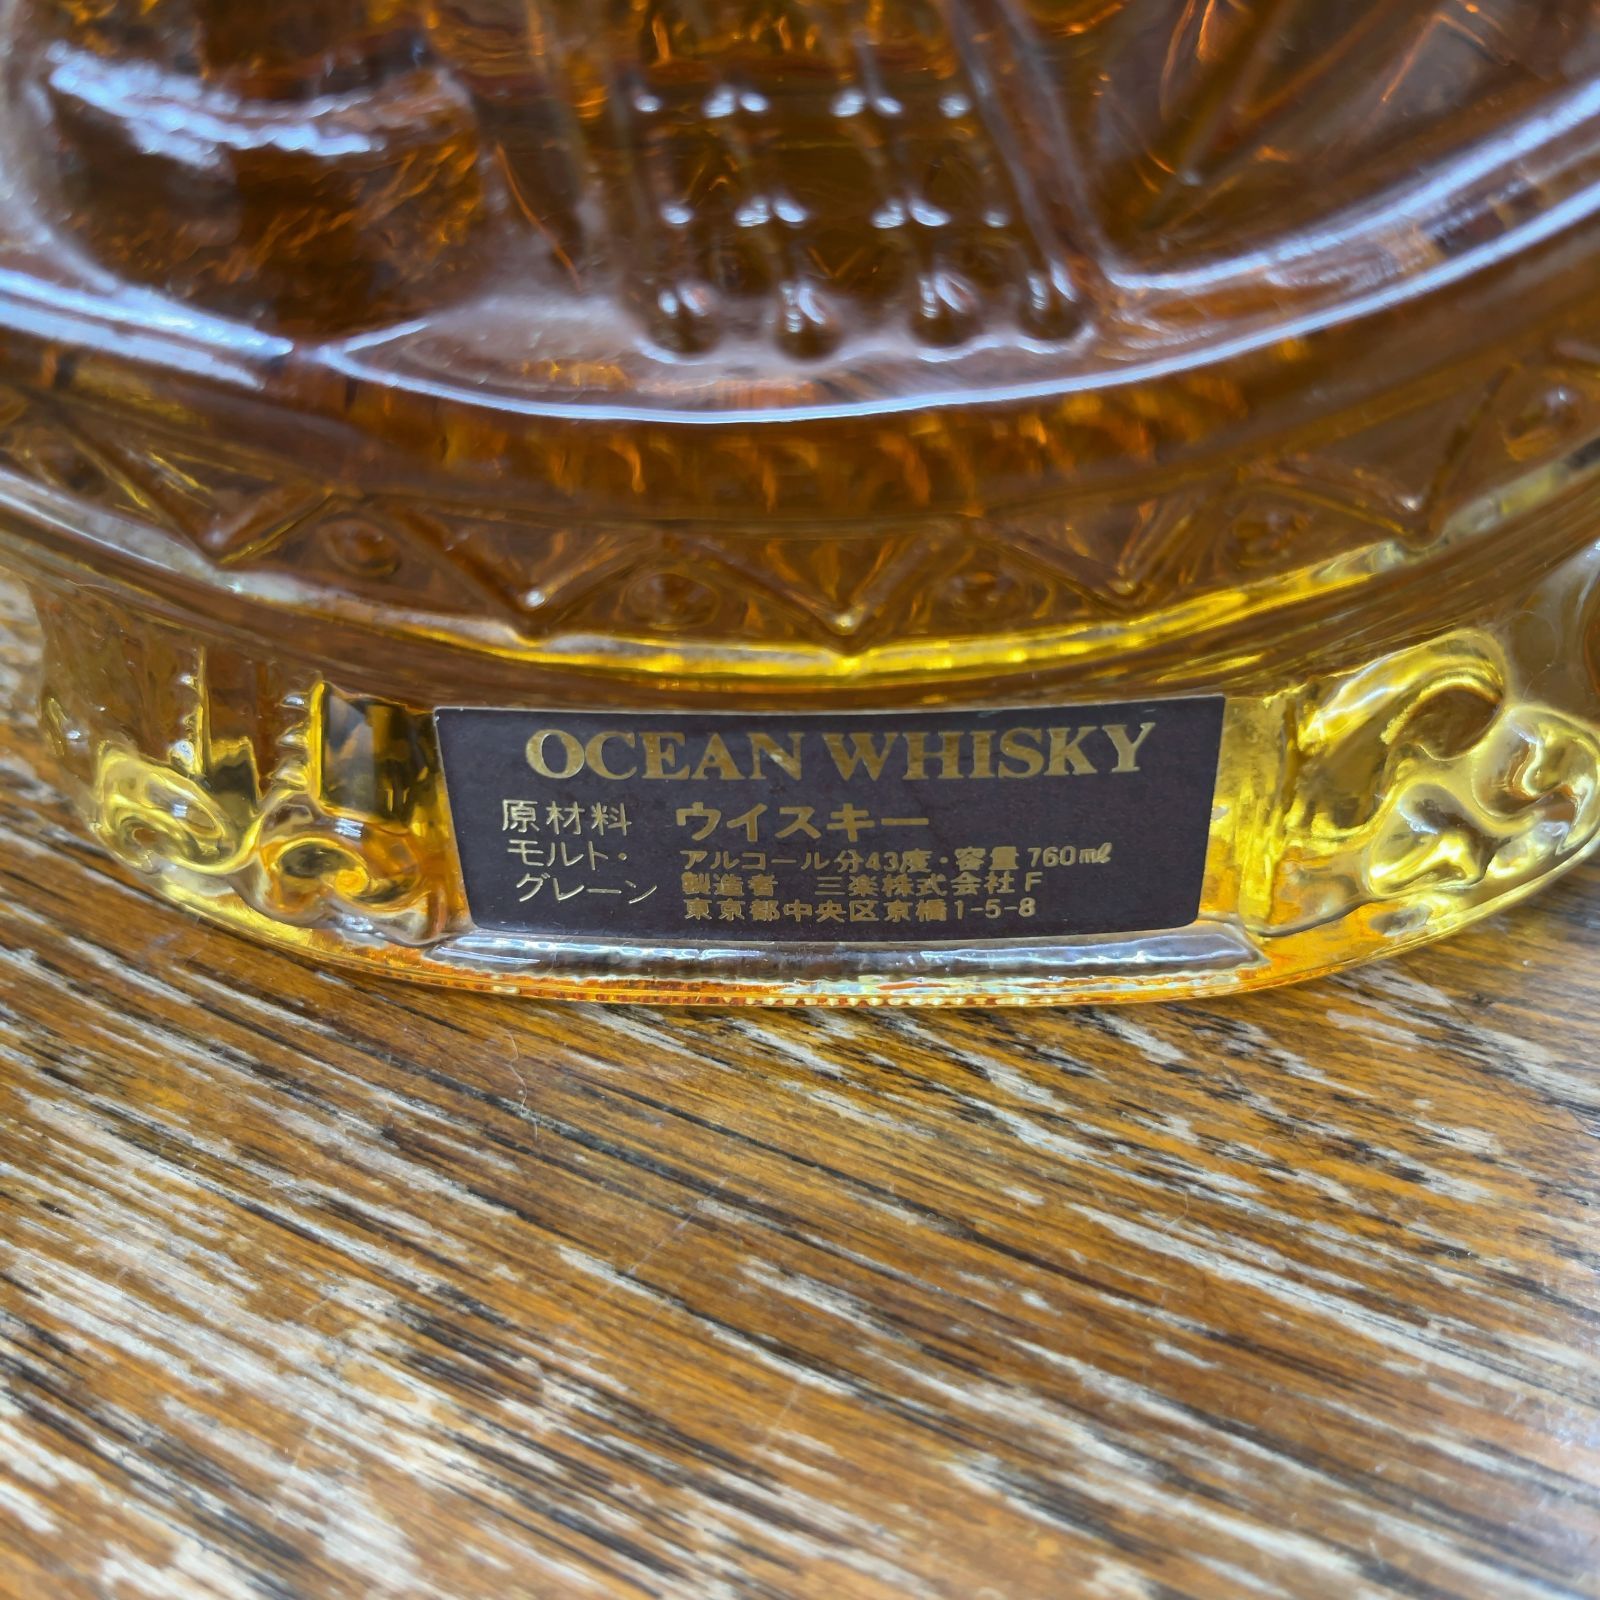 OCEAN WHISKY
原材料 ウイスキー
モルト・ アルコール分43度・容量760㎖
グレーン 製造者 三楽株式会社F
東京都中央区京橋1-5-8